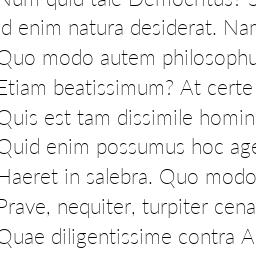 Num quid tale Democritus? S
d enim natura desiderat. Nar
Quo modo autem philosophu
Etiam beatissimum? At certe
Quis est tam dissimile homin
Quid enim possumus hoc age
Haeret in salebra. Quo modo
Prave, nequiter, turpiter cena
Quae diligentissime contra A